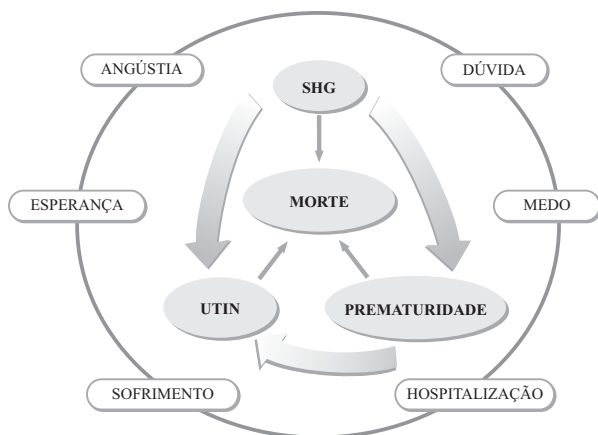 ANGÚSTIA
DÚVIDA
SHG
ESPERANÇA
MORTE
MEDO
UTIN
PREMATURIDADE
SOFRIMENTO
HOSPITALIZAÇÃO